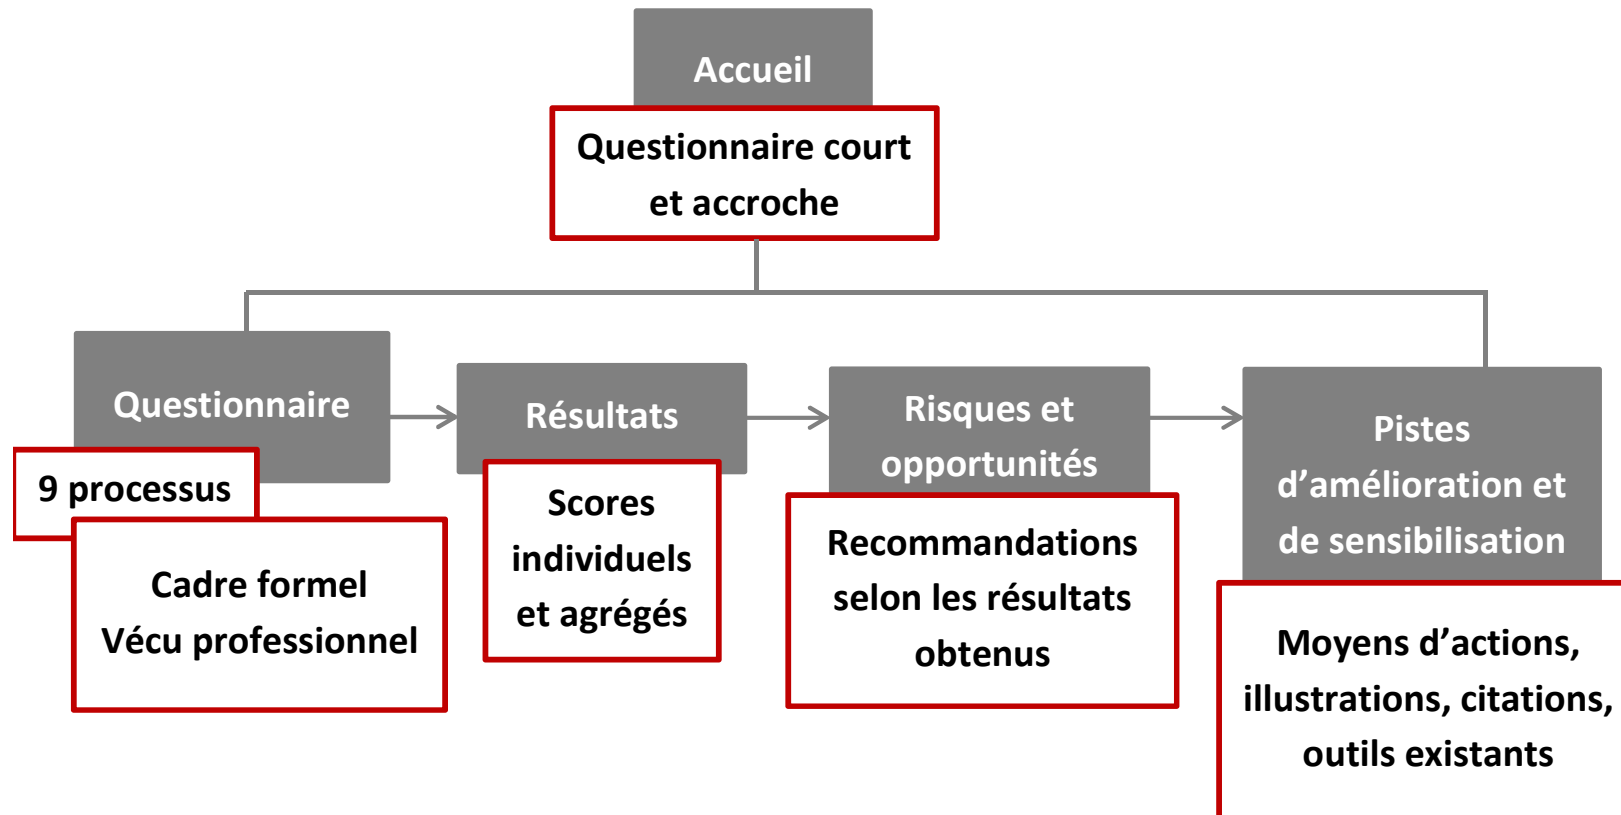 Accueil
Questionnaire court
et accroche
Questionnaire
9 processus
Cadre formel
Vécu professionnel
Résultats
Scores
individuels
et agrégés
Risques et
opportunités
Recommandations
selon les résultats
obtenus
Pistes
d’amélioration et
de sensibilisation
Moyens d’actions,
illustrations, citations,
outils existants